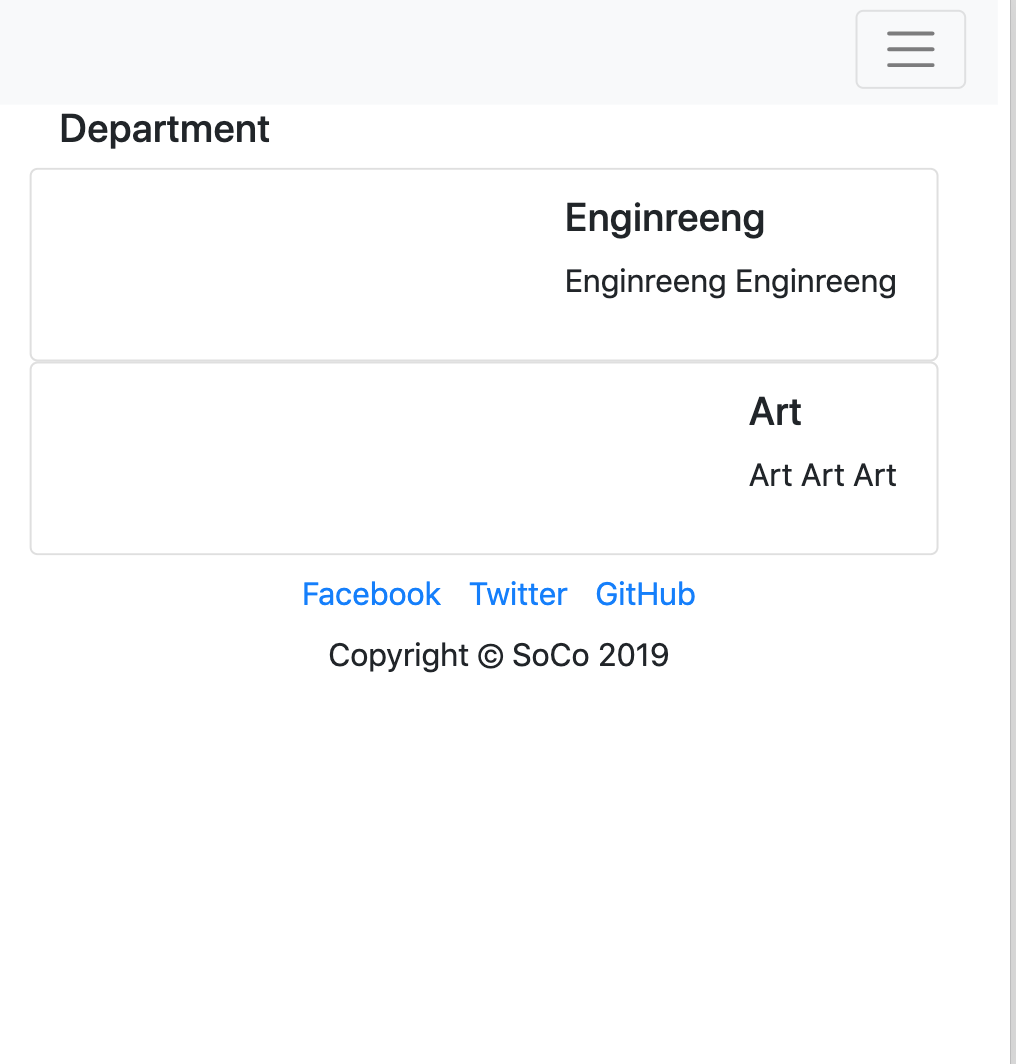 Department
Enginreeng
Enginreeng Enginreeng
Art
Art Art Art
Facebook Twitter GitHub
Copyright © SoCo 2019